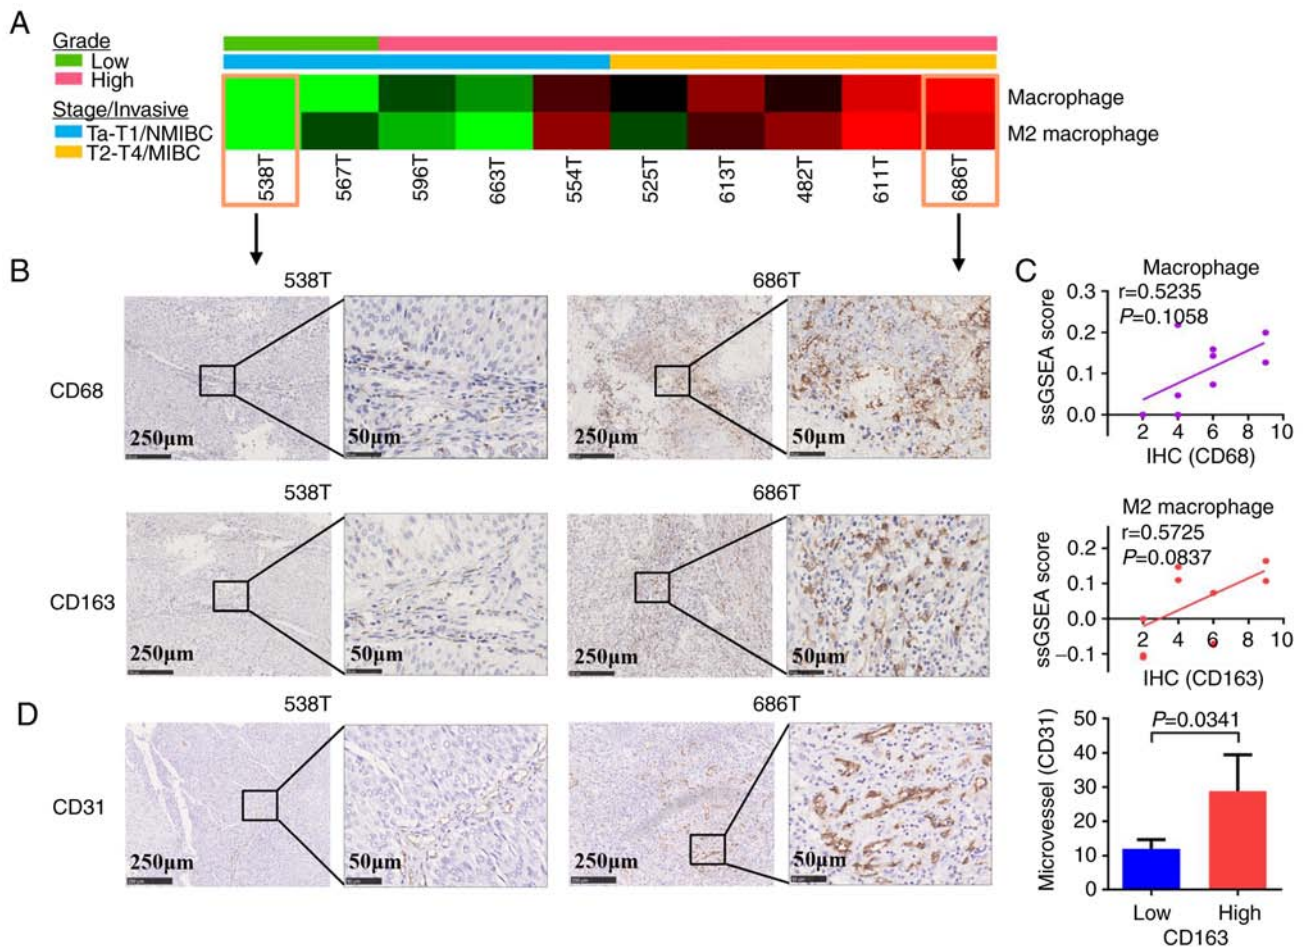 A
Grade
Low
High
Stage/Invasive
Ta-T1/NMIBC
T2-T4/MIBC
Macrophage
M2 macrophage
538T
567T
596T
663T
554T
525T
613T
482T
611T
686T
B
538T
686T
CD68
250μm
50μm
250μm
50μm
538T
686T
CD163
250μm
50μm
250μm
50μm
C
Macrophage
r=0.5235
P=0.1058
ssGSEA score
0.3
0.2
0.1
0.0
2 4 6 8 10
IHC (CD68)
M2 macrophage
r=0.5725
P=0.0837
ssGSEA score
0.2
0.1
0.0
−0.1
2 4 6 8 10
IHC (CD163)
D
538T
686T
CD31
250μm
50μm
250μm
50μm
Microvessel (CD31)
50
40
30
20
10
0
P=0.0341
Low High
CD163